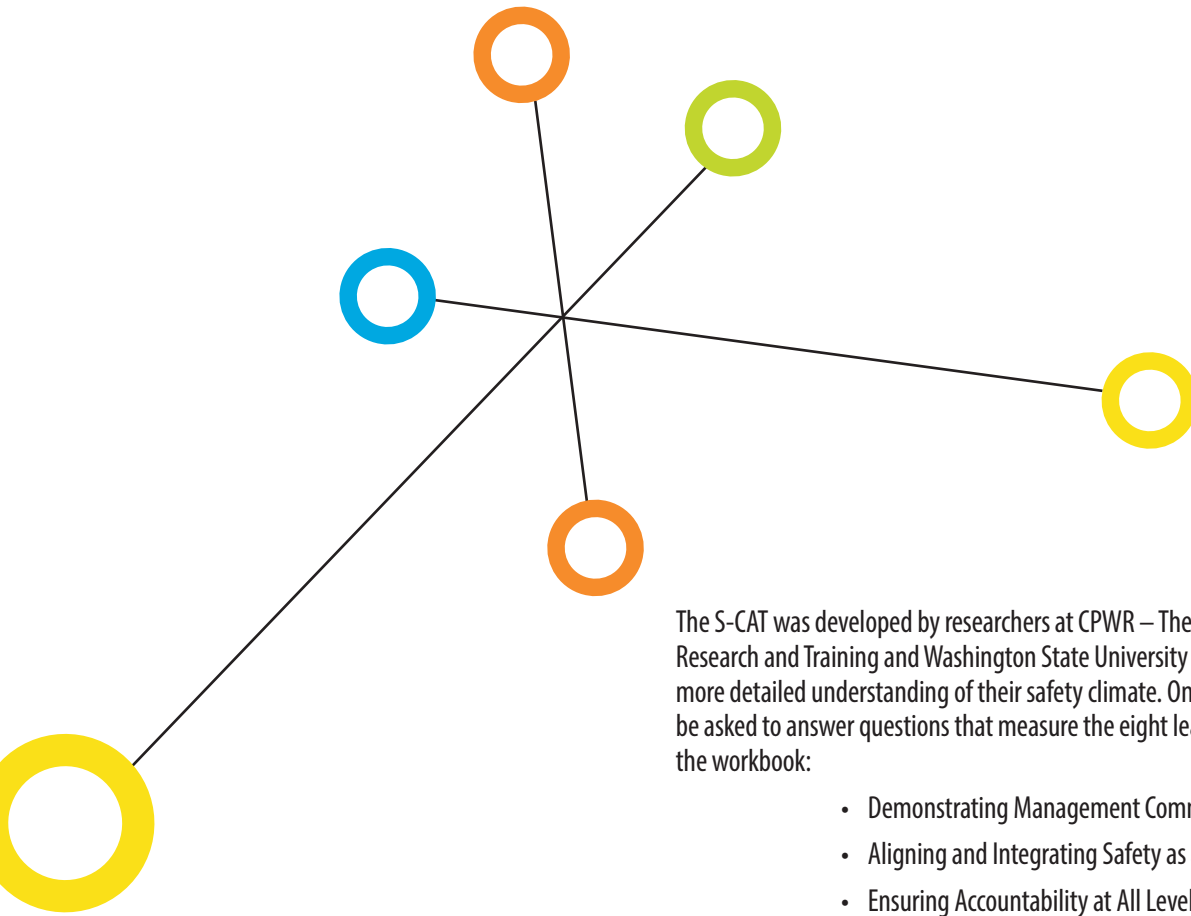 The S-CAT was developed by researchers at CPWR – The
Research and Training and Washington State University
more detailed understanding of their safety climate. On
be asked to answer questions that measure the eight lea
the workbook:
• Demonstrating Management Comm
• Aligning and Integrating Safety as
• Ensuring Accountability at All Level